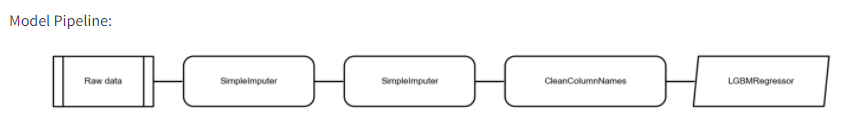 Model Pipeline:
Raw data
SimpleImputer
SimpleImputer
CleanColumnNames
LGBMRegressor